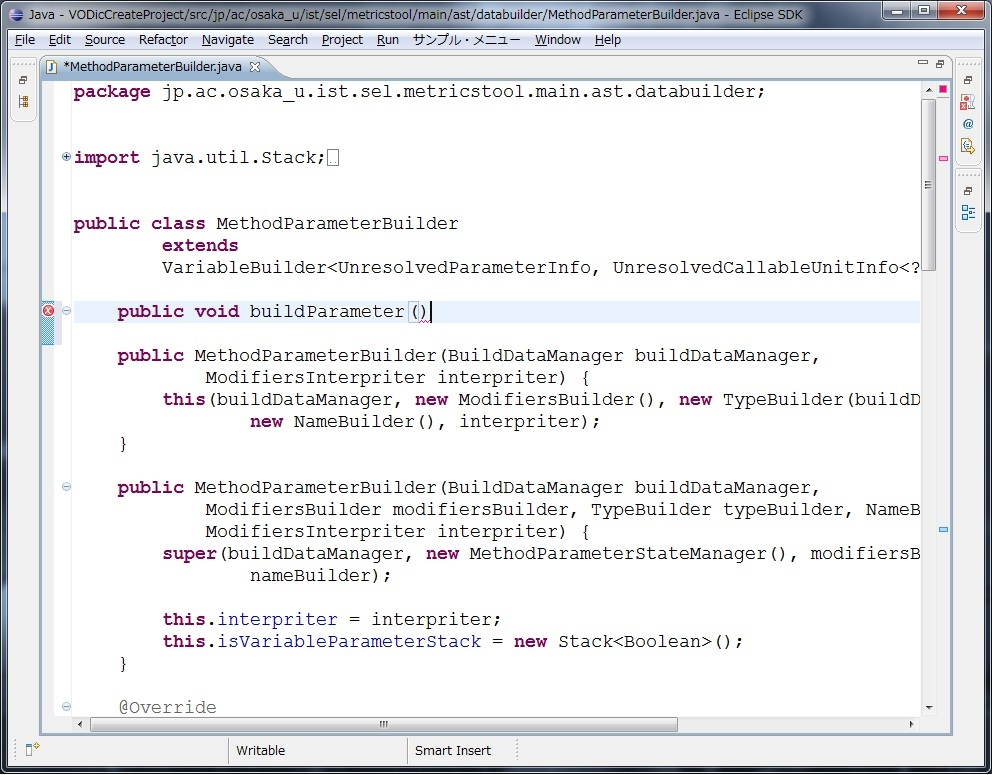 Java - VODicCreateProject/src/jp/ac/osaka_u/ist/sel/metricstool/main/ast/databuilder/MethodParameterBuilder.java - Eclipse SDK
File Edit Source Refactor Navigate Search Project Run サンプル・メニュー Window Help
*MethodParameterBuilder.java
package jp.ac.osaka_u.ist.sel.metricstool.main.ast.databuilder;
import java.util.Stack;
public class MethodParameterBuilder
extends
VariableBuilder<UnresolvedParameterInfo, UnresolvedCallableUnitInfo<?
public void buildParameter()
public MethodParameterBuilder(BuildDataManager buildDataManager,
ModifiersInterpriter interpriter) {
this(buildDataManager, new ModifiersBuilder(), new TypeBuilder(buildD
new NameBuilder(), interpriter);
}
public MethodParameterBuilder(BuildDataManager buildDataManager,
ModifiersBuilder modifiersBuilder, TypeBuilder typeBuilder, NameB
ModifiersInterpriter interpriter) {
super(buildDataManager, new MethodParameterStateManager(), modifiersB
nameBuilder);
this.interpriter = interpriter;
this.isVariableParameterStack = new Stack<Boolean>();
}
@Override
Writable Smart Insert